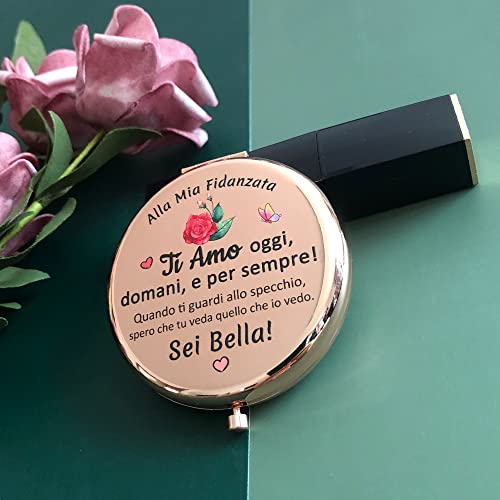 Alla Mia Fidanzata
Ti Amo oggi,
domani, e per sempre!
Quando ti guardi allo specchio,
spero che tu veda quello che io vedo.
Sei Bella!